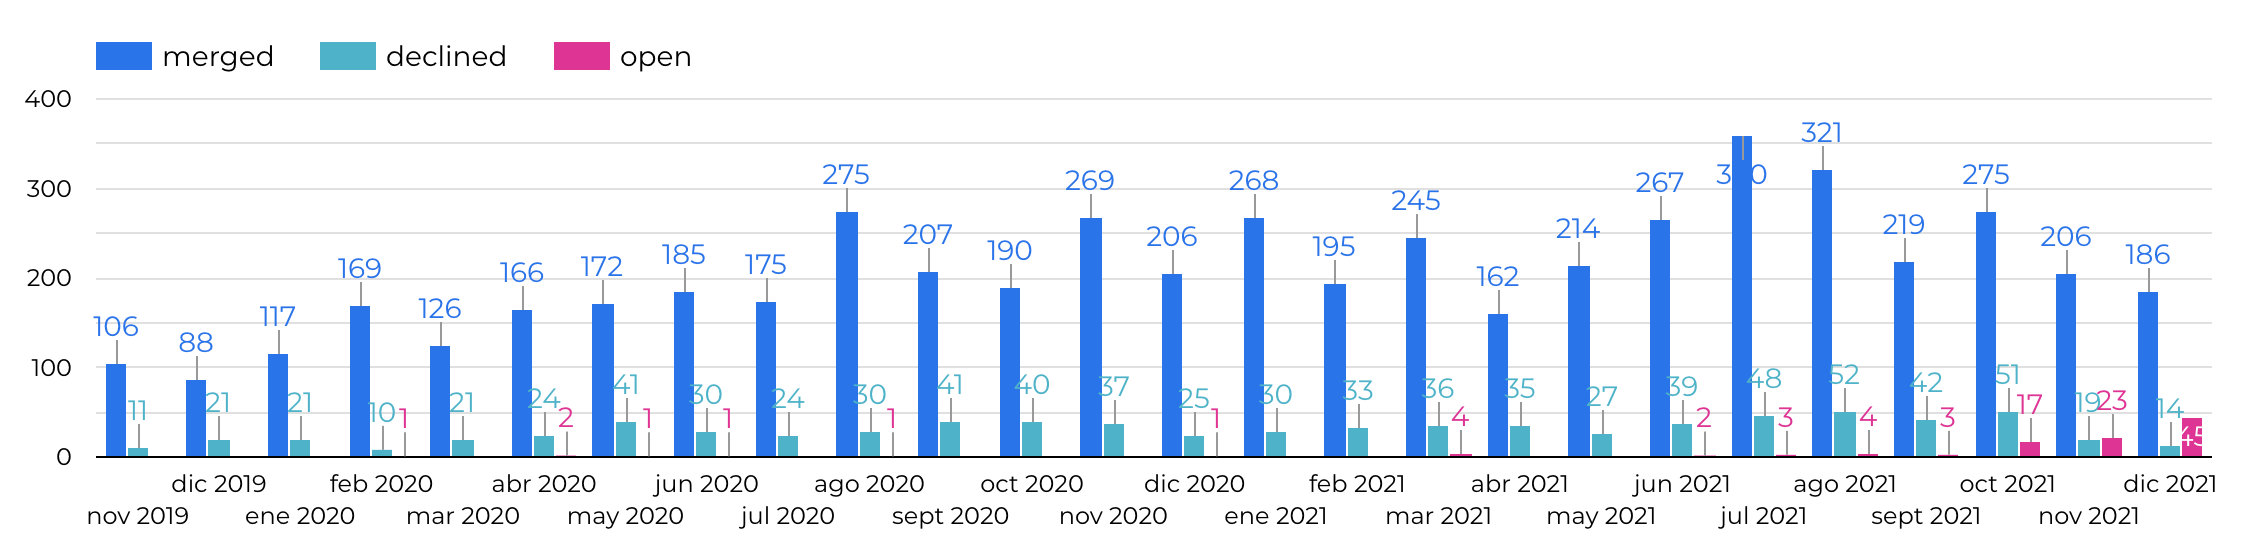 merged declined open
400
300
200
100
0
106 11
88 21
117 21
169 10 1
126 21
166 24 2
172 41 1
185 30 1
175 24
275 30 1
207 41
190 40
269 37
206 25 1
268 30
195 33
245 36 4
162 35
214 27
267 39 2
48 3
321 52 4
219 42 3
275 51 17
206 19 23
186 14 45
nov 2019
dic 2019
ene 2020
feb 2020
mar 2020
abr 2020
may 2020
jun 2020
jul 2020
ago 2020
sept 2020
oct 2020
nov 2020
dic 2020
ene 2021
feb 2021
mar 2021
abr 2021
may 2021
jun 2021
jul 2021
ago 2021
sept 2021
oct 2021
nov 2021
dic 2021